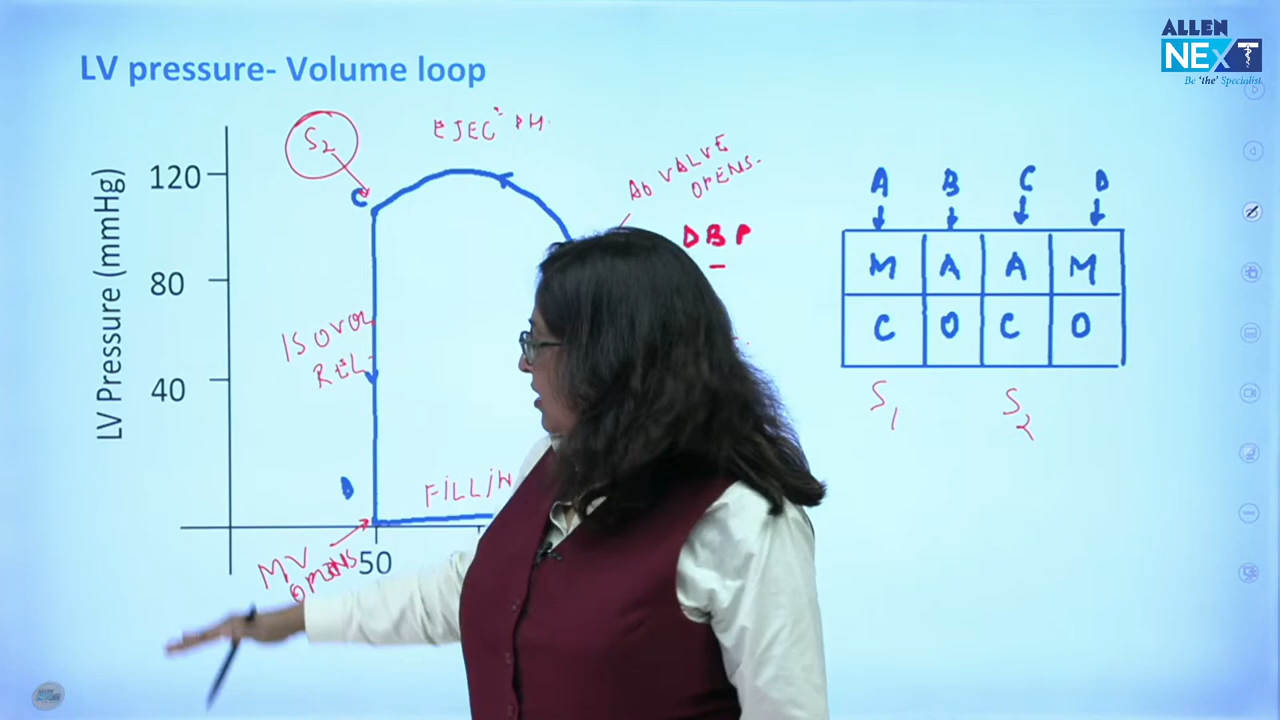 ALLEN
NEXT
Be 'the' Specialist
LV pressure- Volume loop
S2
EJECⁿ PH.
AO VALVE
OPENS.
DBP
C
120
80
40
LV Pressure (mmHg)
ISOVOL
REL
D
FILLIN
MV
OPENS
50
A B C D
M A A M
C O C O
S1 S2